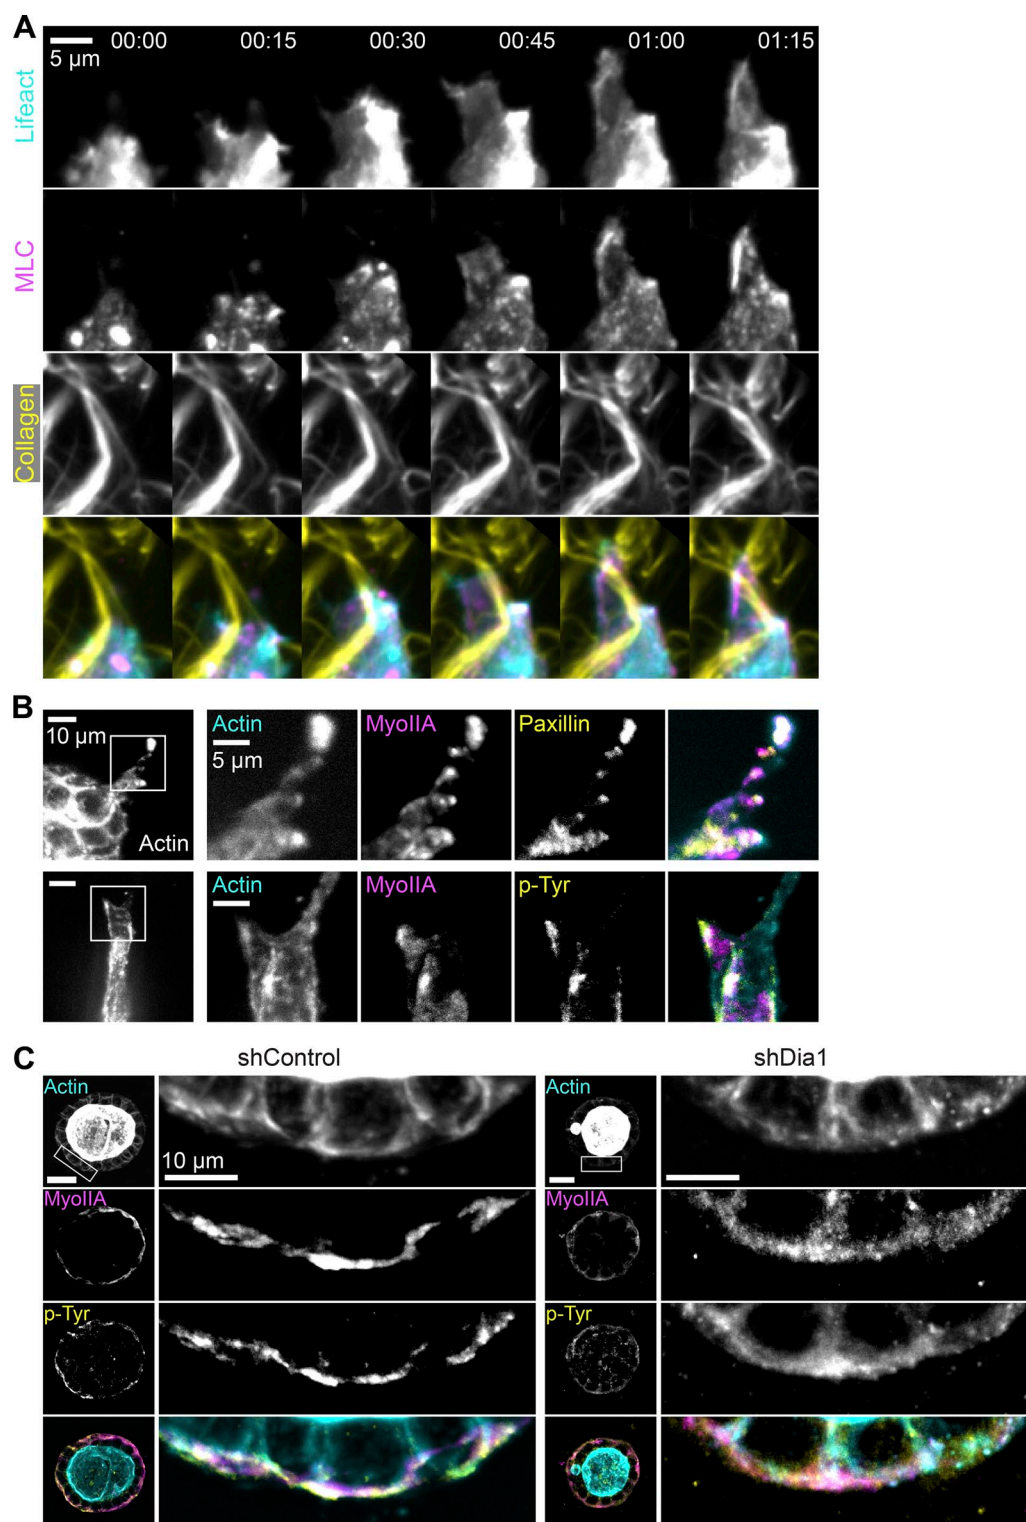 A
00:00 00:15 00:30 00:45 01:00 01:15
5 µm
Lifeact
MLC
Collagen
B
10 µm
Actin
Actin
5 µm
MyoIIA
Paxillin
Actin
MyoIIA
p-Tyr
C
shControl
shDia1
Actin
10 µm
MyoIIA
p-Tyr
Actin
MyoIIA
p-Tyr